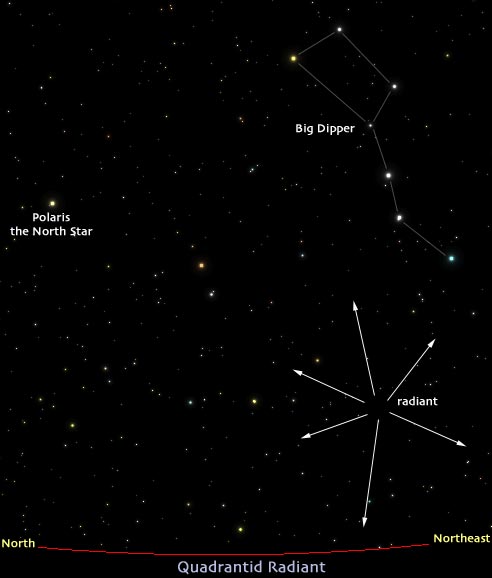 Big Dipper
Polaris
the North Star
radiant
North
Northeast
Quadrantid Radiant